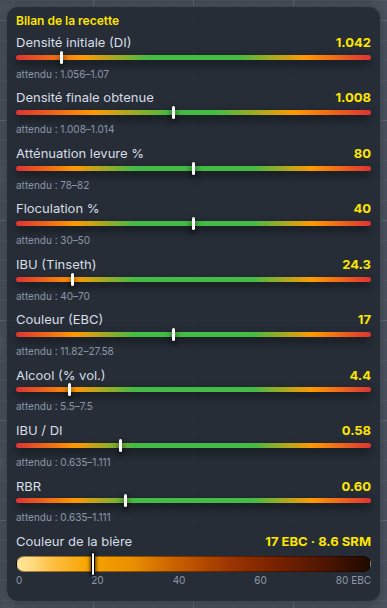 Bilan de la recette
Densité initiale (DI) 1.042
attendu : 1.056–1.07
Densité finale obtenue 1.008
attendu : 1.008–1.014
Atténuation levure % 80
attendu : 78–82
Floculation % 40
attendu : 30–50
IBU (Tinseth) 24.3
attendu : 40–70
Couleur (EBC) 17
attendu : 11.82–27.58
Alcool (% vol.) 4.4
attendu : 5.5–7.5
IBU / DI 0.58
attendu : 0.635–1.111
RBR 0.60
attendu : 0.635–1.111
Couleur de la bière 17 EBC · 8.6 SRM
0 20 40 60 80 EBC